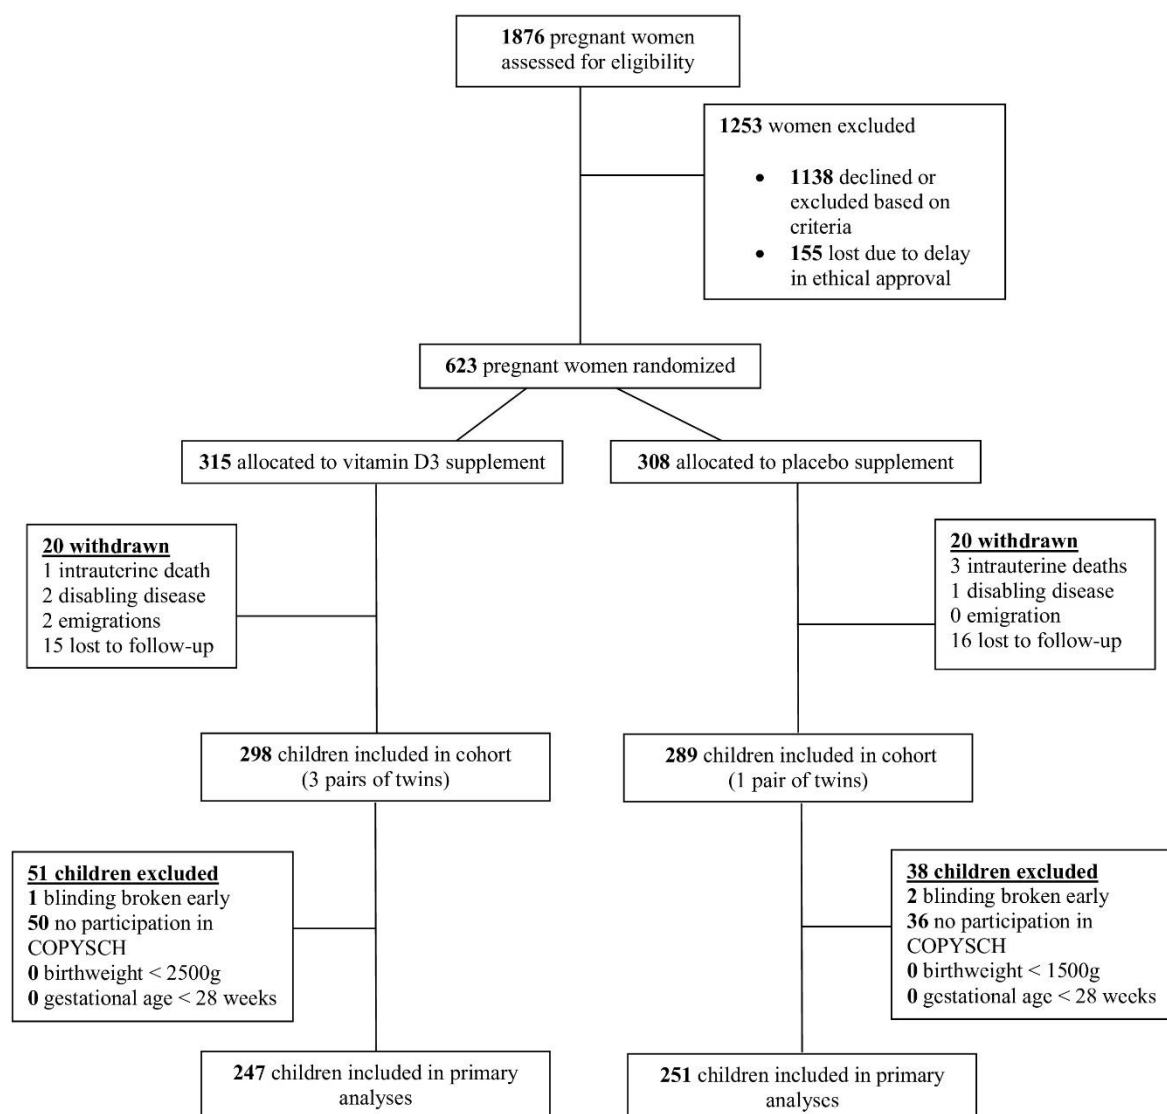 1876 pregnant women
assessed for eligibility
1253 women excluded
• 1138 declined or
excluded based on
criteria
• 155 lost due to delay
in ethical approval
623 pregnant women randomized
315 allocated to vitamin D3 supplement
308 allocated to placebo supplement
20 withdrawn
1 intrauterine death
2 disabling disease
2 emigrations
15 lost to follow-up
20 withdrawn
3 intrauterine deaths
1 disabling disease
0 emigration
16 lost to follow-up
298 children included in cohort
(3 pairs of twins)
289 children included in cohort
(1 pair of twins)
51 children excluded
1 blinding broken early
50 no participation in
COPYSCH
0 birthweight < 2500g
0 gestational age < 28 weeks
38 children excluded
2 blinding broken early
36 no participation in
COPYSCH
0 birthweight < 1500g
0 gestational age < 28 weeks
247 children included in primary
analyses
251 children included in primary
analyses